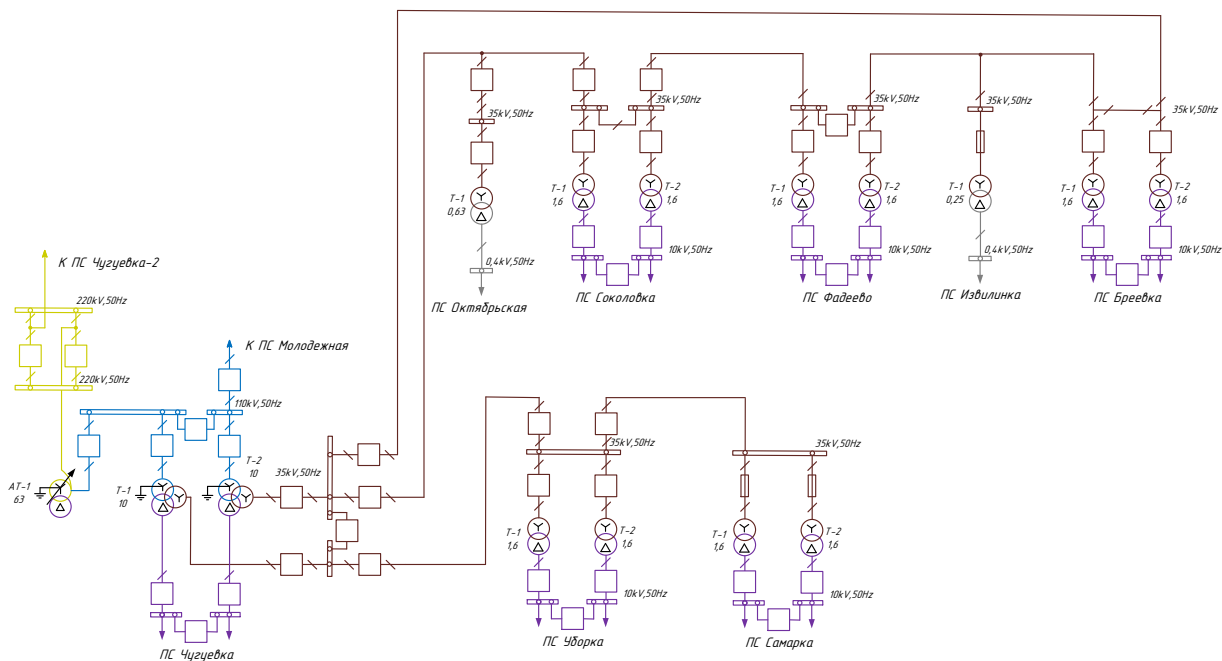 35kV,50Hz
35kV,50Hz
35kV,50Hz
35kV,50Hz
35kV,50Hz
Т-1
0,63
Т-1
1,6
Т-2
1,6
Т-1
1,6
Т-2
1,6
Т-1
0,25
Т-1
1,6
Т-2
1,6
0,4kV,50Hz
10kV,50Hz
10kV,50Hz
0,4kV,50Hz
10kV,50Hz
ПС Октябрьская
ПС Соколовка
ПС Фадеево
ПС Извилинка
ПС Бреевка
К ПС Чугуевка-2
220kV,50Hz
К ПС Молодежная
220kV,50Hz
110kV,50Hz
35kV,50Hz
35kV,50Hz
Т-2
10
35kV,50Hz
АТ-1
63
Т-1
10
Т-1
1,6
Т-2
1,6
Т-1
1,6
Т-2
1,6
10kV,50Hz
10kV,50Hz
ПС Чугуевка
ПС Уборка
ПС Самарка